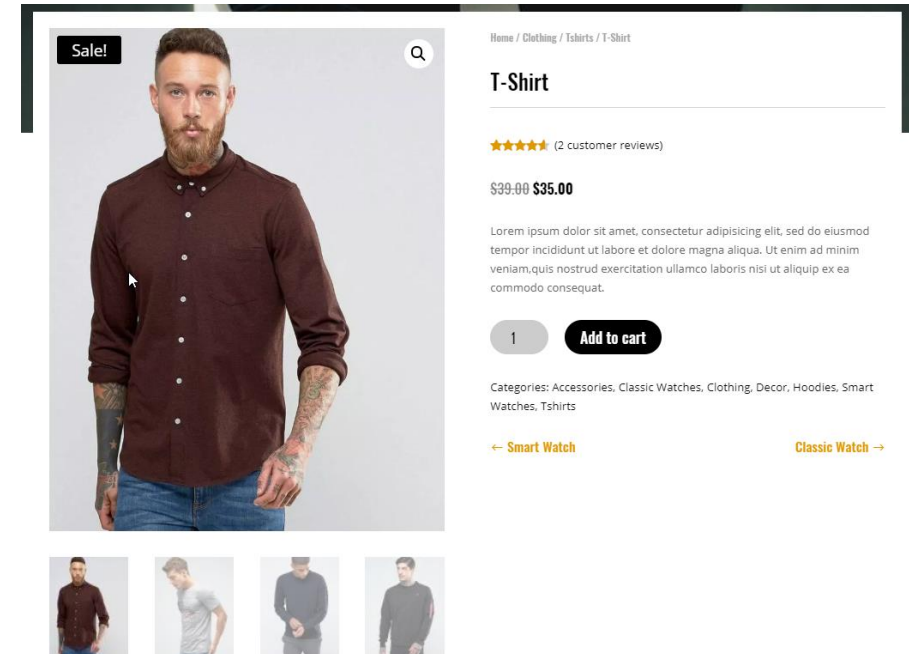 Sale!
Home / Clothing / Tshirts / T-Shirt
T-Shirt
(2 customer reviews)
$39.00 $35.00
Lorem ipsum dolor sit amet, consectetur adipisicing elit, sed do eiusmod
tempor incididunt ut labore et dolore magna aliqua. Ut enim ad minim
veniam,quis nostrud exercitation ullamco laboris nisi ut aliquip ex ea
commodo consequat.
1
Add to cart
Categories: Accessories, Classic Watches, Clothing, Decor, Hoodies, Smart
Watches, Tshirts
← Smart Watch
Classic Watch →